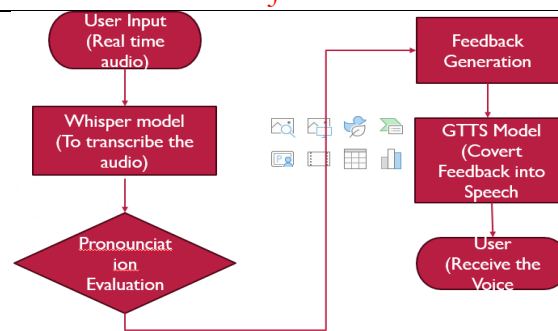 User Input
(Real time
audio)
Whisper model
(To transcribe the
audio)
Pronounciat
ion
Evaluation
Feedback
Generation
GTTS Model
(Covert
Feedback into
Speech
User
(Receive the
Voice